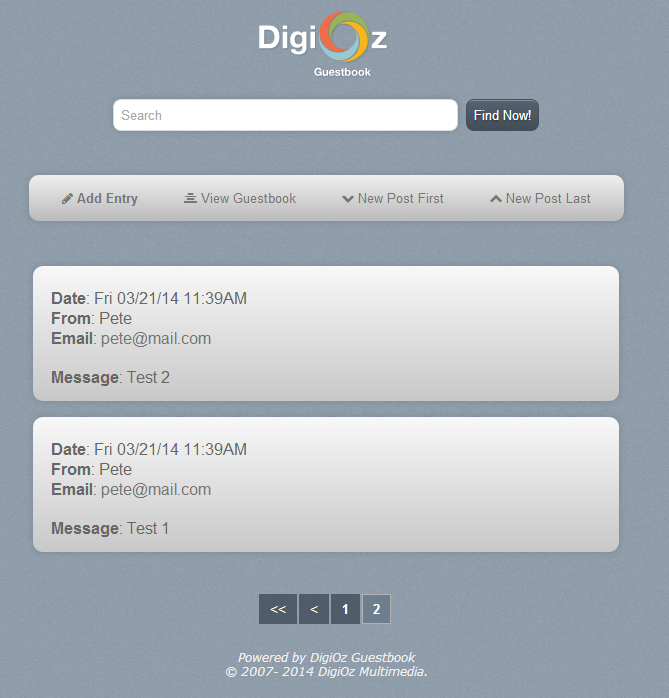 DigiOz
Guestbook
Search Find Now!
Add Entry View Guestbook New Post First New Post Last
Date: Fri 03/21/14 11:39AM
From: Pete
Email: pete@mail.com
Message: Test 2
Date: Fri 03/21/14 11:39AM
From: Pete
Email: pete@mail.com
Message: Test 1
<< < 1 2
Powered by DigiOz Guestbook
© 2007- 2014 DigiOz Multimedia.